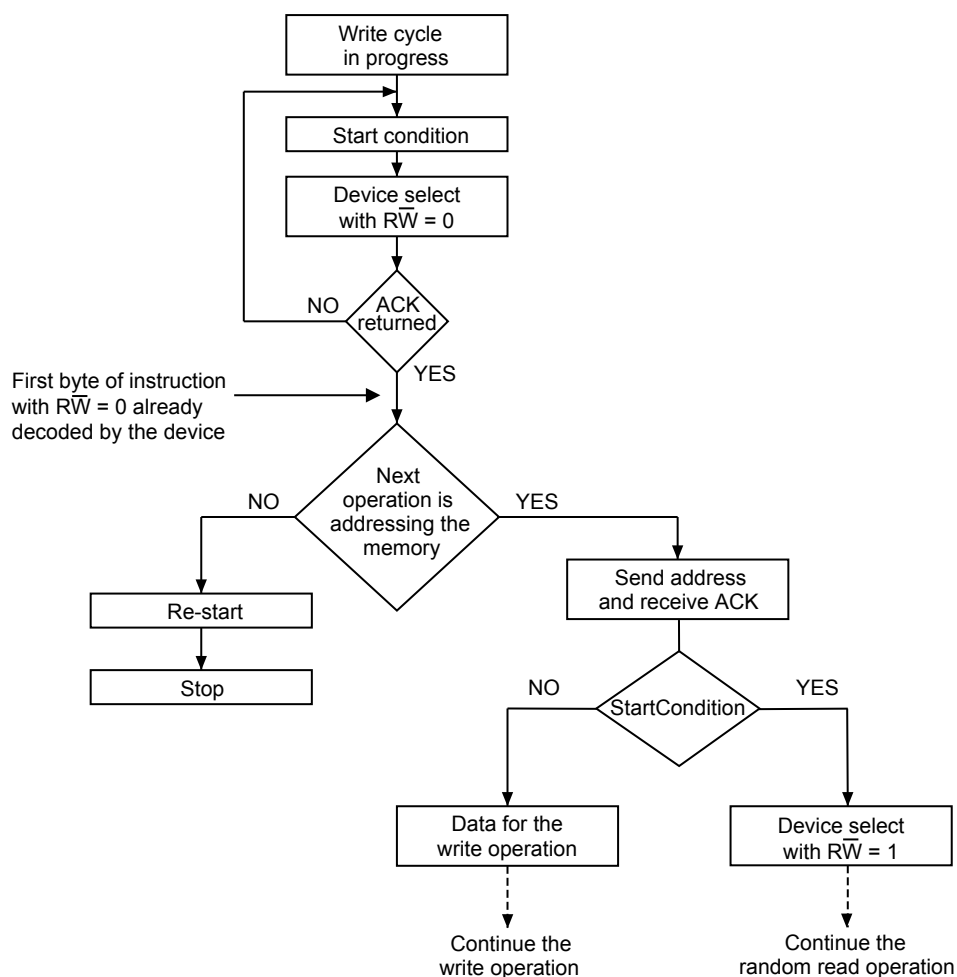 Write cycle
in progress
Start condition
Device select
with RW̅ = 0
NO
ACK
returned
YES
First byte of instruction
with RW̅ = 0 already
decoded by the device
NO
Next
operation is
addressing the
memory
YES
Send address
and receive ACK
Re-start
Stop
NO
StartCondition
YES
Data for the
write operation
Device select
with RW̅ = 1
Continue the
write operation
Continue the
random read operation